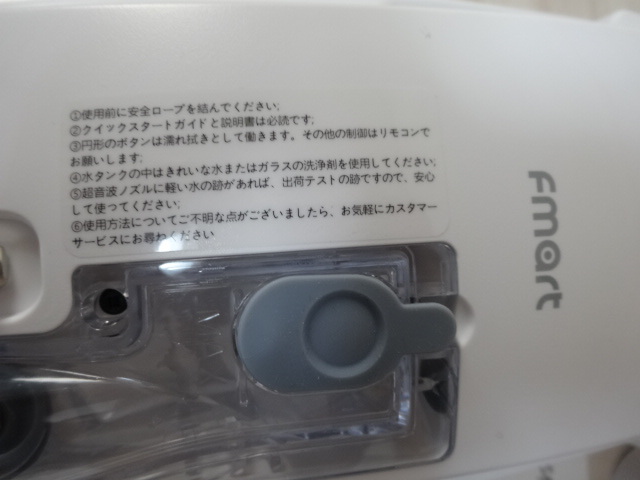 ①使用前に安全ロープを結んでください;
②クイックスタートガイドと説明書は必読です;
③円形のボタンは濡れ拭きとして働きます。その他の制御はリモコンで
お願いします;
④水タンクの中はきれいな水またはガラスの洗浄剤を使用してください;
⑤超音波ノズルに軽い水の跡があれば、出荷テストの跡ですので、安心
して使ってください;
⑥使用方法についてご不明な点がございましたら、お気軽にカスタマー
サービスにお尋ねください
Fmart